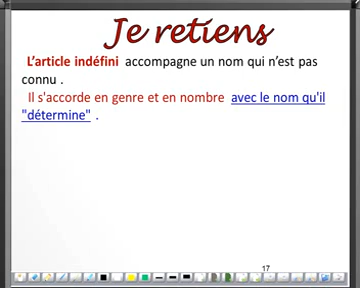 Je retiens
L'article indéfini accompagne un nom qui n'est pas
connu .
Il s'accorde en genre et en nombre avec le nom qu'il
"détermine" .
17